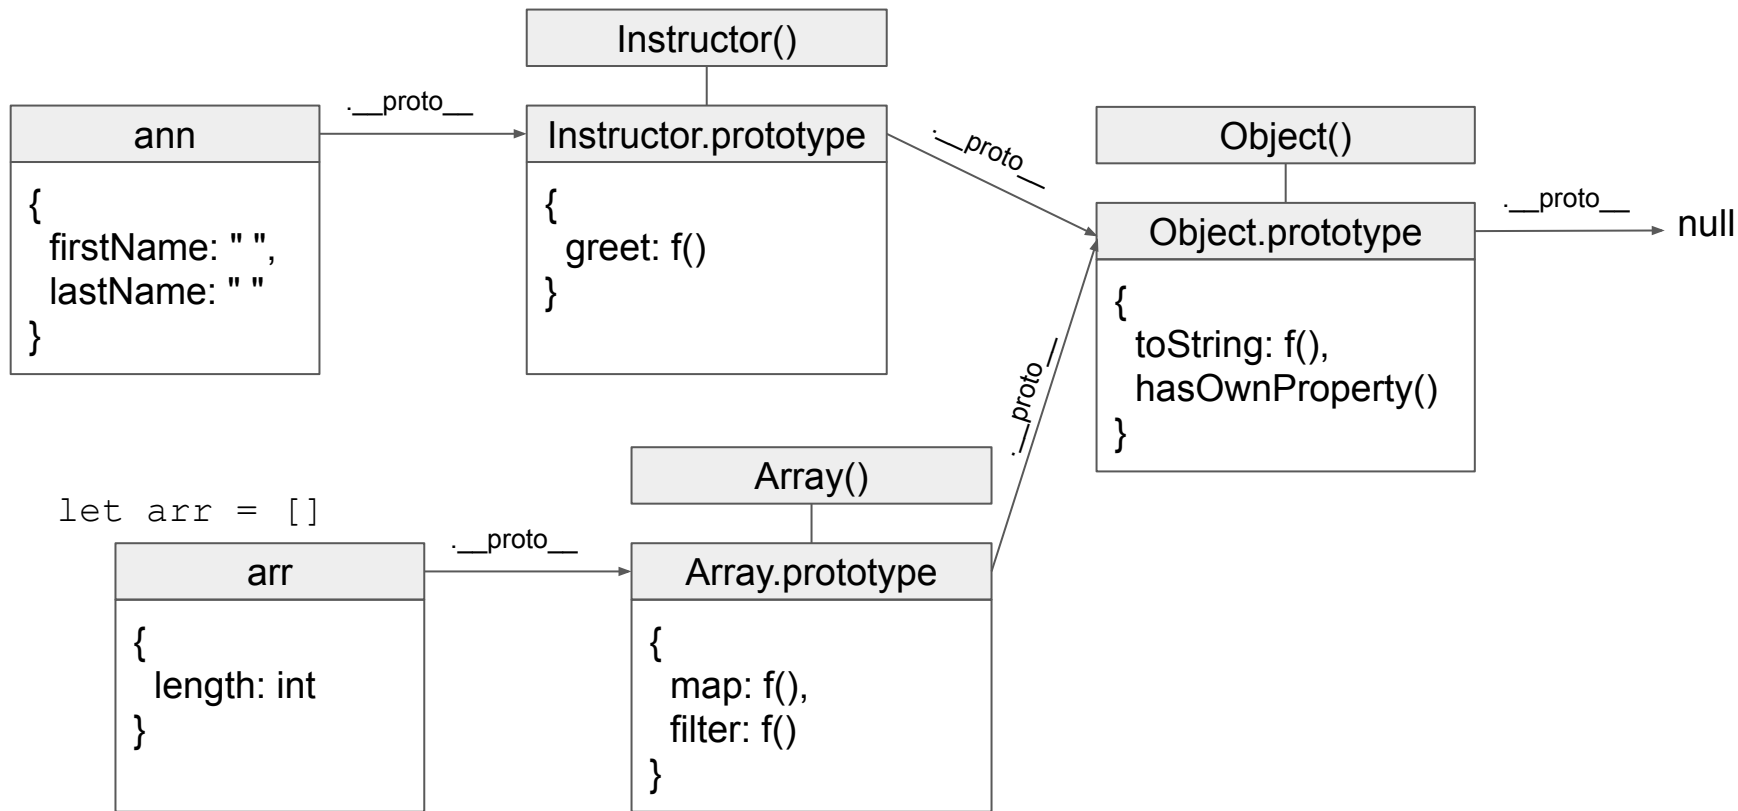 Instructor()
.__proto__
ann
Instructor.prototype
.__proto__
Object()
{
firstName: " ",
lastName: " "
}
{
greet: f()
}
Object.prototype
.__proto__
null
{
toString: f(),
hasOwnProperty()
}
.__proto__
let arr = []
Array()
.__proto__
arr
Array.prototype
{
length: int
}
{
map: f(),
filter: f()
}